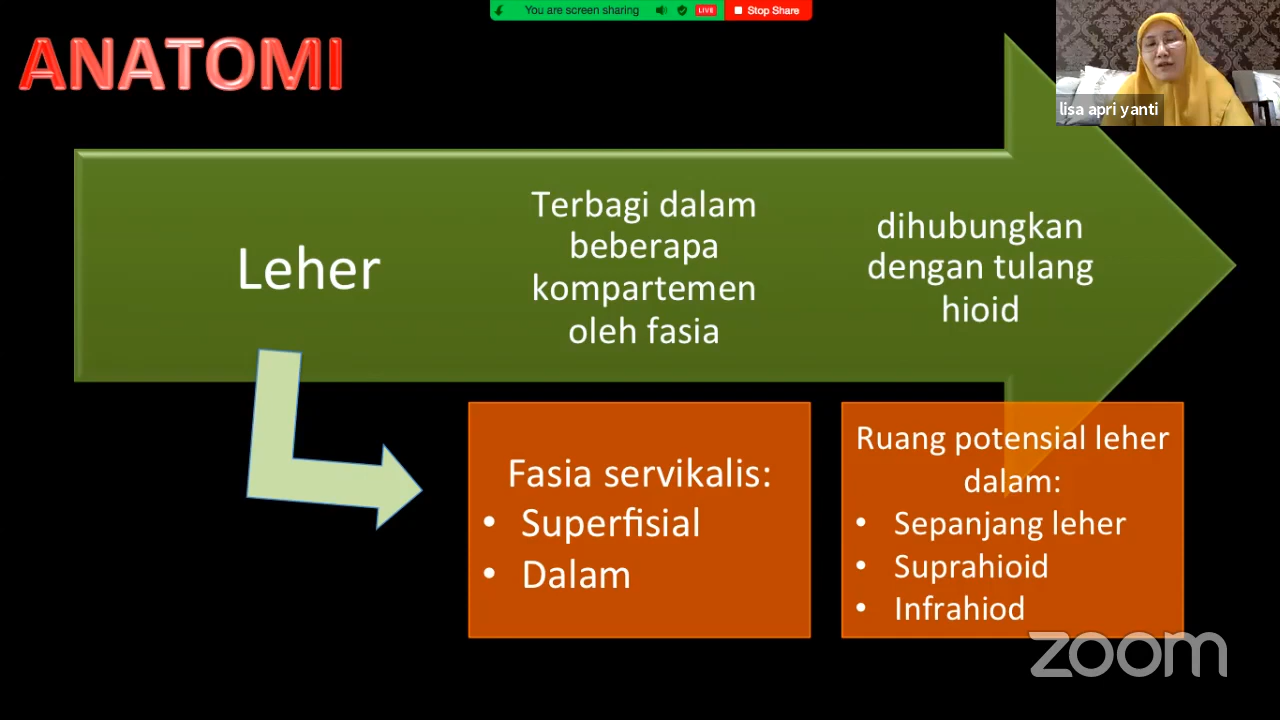 You are screen sharing
LIVE
Stop Share
ANATOMI
lisa apri yanti
Leher
Terbagi dalam
beberapa
kompartemen
oleh fasia
dihubungkan
dengan tulang
hioid
Fasia servikalis:
• Superfisial
• Dalam
Ruang potensial leher
dalam:
• Sepanjang leher
• Suprahioid
• Infrahiod
zoom